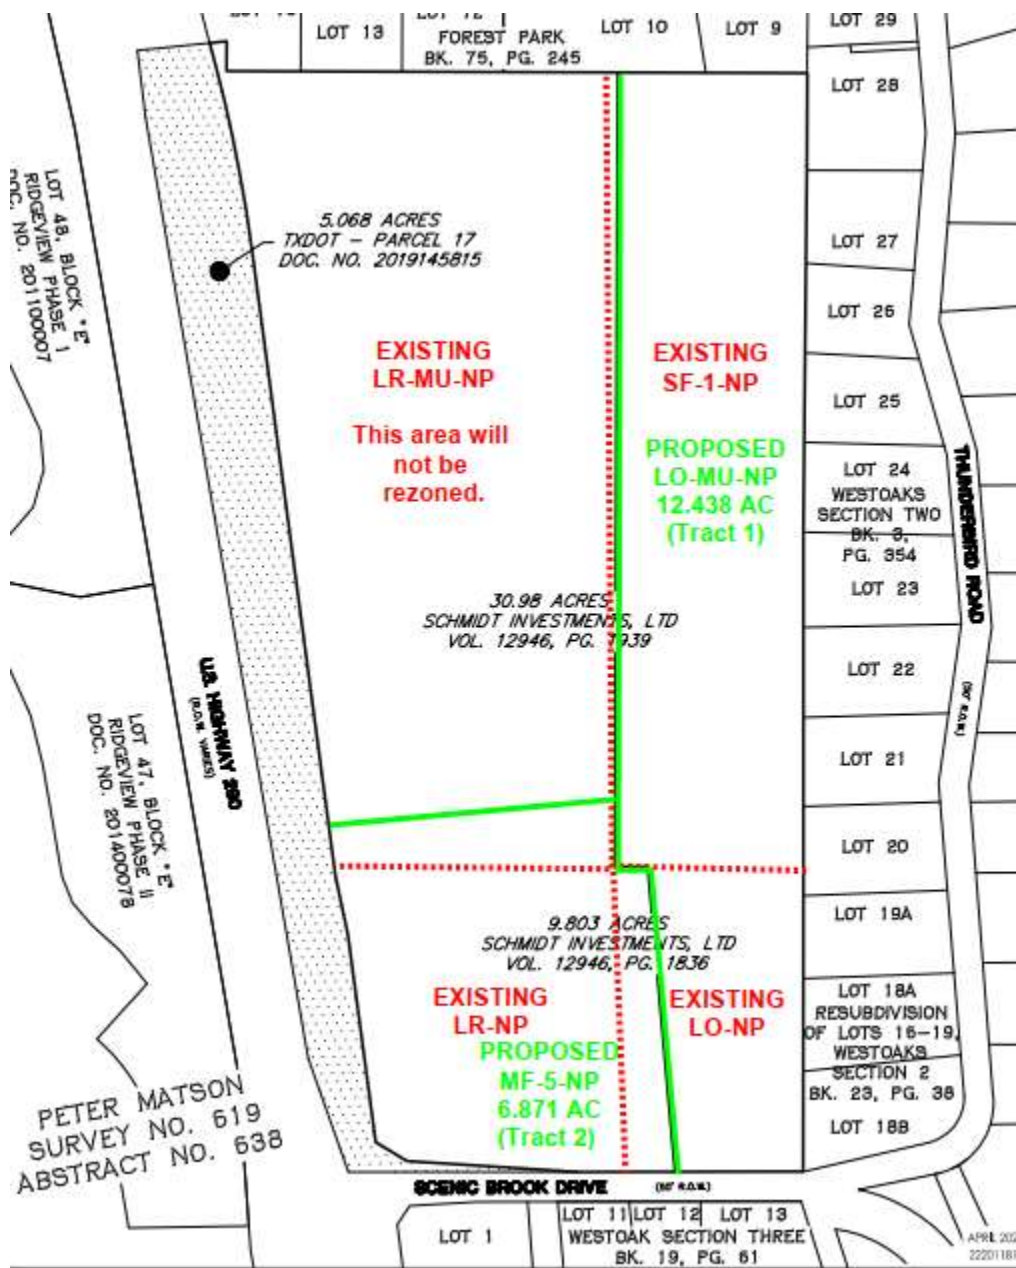 LOT 13
LOT 12
FOREST PARK
BK. 75, PG. 245
LOT 10
LOT 9
LOT 29
LOT 28
LOT 27
LOT 26
LOT 25
LOT 24
WESTOAKS
SECTION TWO
BK. 3,
PG. 354
LOT 23
LOT 22
LOT 21
LOT 20
LOT 19A
LOT 18A
RESUBDIVISION
OF LOTS 16-19,
WESTOAKS
SECTION 2
BK. 23, PG. 38
LOT 18B
THUNDERBIRD ROAD
(50' R.O.W.)
LOT 48, BLOCK "E"
RIDGEVIEW PHASE 1
DOC. NO. 201100007
5.068 ACRES
TXDOT - PARCEL 17
DOC. NO. 2019145815
EXISTING
LR-MU-NP
This area will
not be
rezoned.
EXISTING
SF-1-NP
PROPOSED
LO-MU-NP
12.438 AC
(Tract 1)
30.98 ACRES
SCHMIDT INVESTMENTS, LTD
VOL. 12946, PG. 1939
U.S. HIGHWAY 290
(R.O.W. VARIES)
LOT 47, BLOCK "E"
RIDGEVIEW PHASE II
DOC. NO. 201400078
9.803 ACRES
SCHMIDT INVESTMENTS, LTD
VOL. 12946, PG. 1836
EXISTING
LR-NP
PROPOSED
MF-5-NP
6.871 AC
(Tract 2)
EXISTING
LO-NP
PETER MATSON
SURVEY NO. 619
ABSTRACT NO. 638
SCENIC BROOK DRIVE
(60' R.O.W.)
LOT 1
LOT 11
LOT 12
LOT 13
WESTOAK SECTION THREE
BK. 19, PG. 61
APRIL